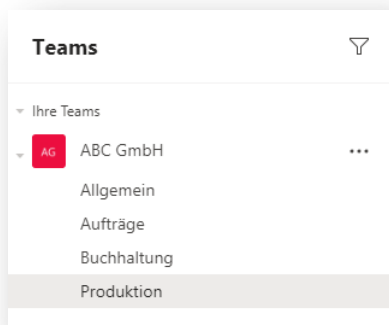 Teams
Ihre Teams
AG ABC GmbH
Allgemein
Aufträge
Buchhaltung
Produktion